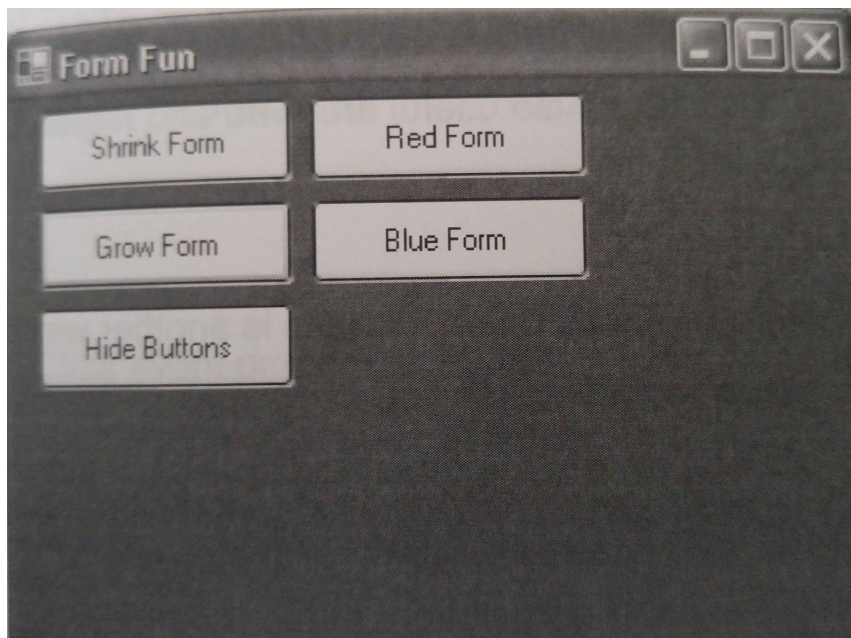 Form Fun
Shrink Form
Red Form
Grow Form
Blue Form
Hide Buttons